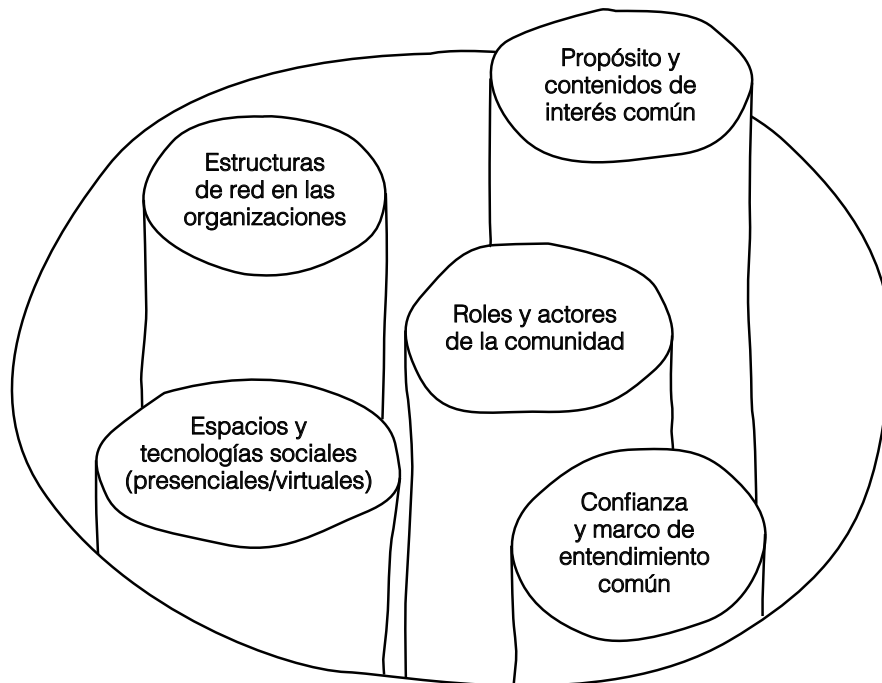 Propósito y
contenidos de
interés común
Estructuras
de red en las
organizaciones
Roles y actores
de la comunidad
Espacios y
tecnologías sociales
(presenciales/virtuales)
Confianza
y marco de
entendimiento
común